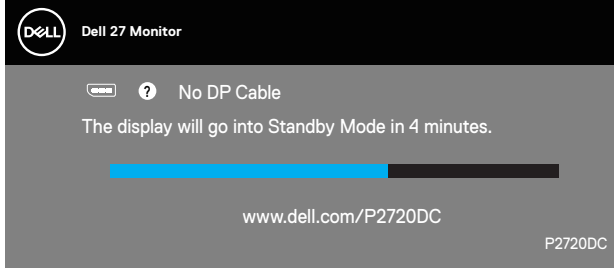 DELL Dell 27 Monitor
? No DP Cable
The display will go into Standby Mode in 4 minutes.
www.dell.com/P2720DC
P2720DC